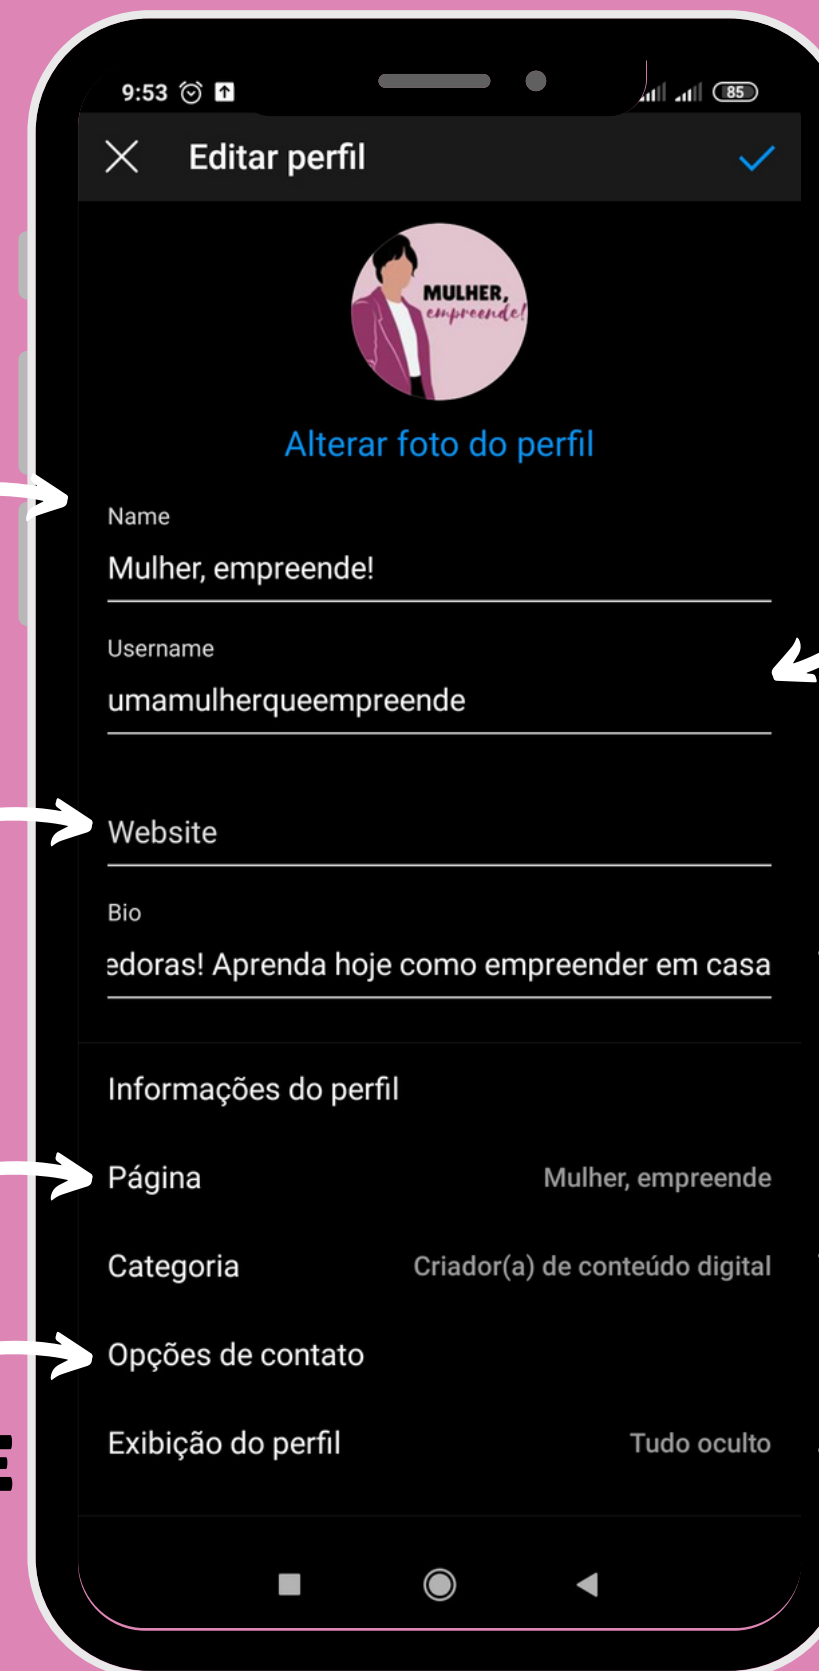 9:53
85
Editar perfil
MULHER,
empreende!
Alterar foto do perfil
Name
Mulher, empreende!
Username
umamulherqueempreende
Website
Bio
edoras! Aprenda hoje como empreender em casa
Informações do perfil
Página Mulher, empreende
Categoria Criador(a) de conteúdo digital
Opções de contato
E
Exibição do perfil Tudo oculto